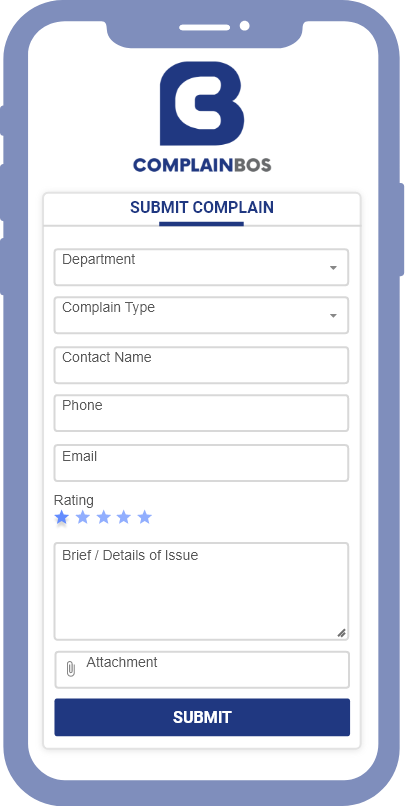 COMPLAINBOS
SUBMIT COMPLAIN
Department
Complain Type
Contact Name
Phone
Email
Rating
Brief / Details of Issue
Attachment
SUBMIT